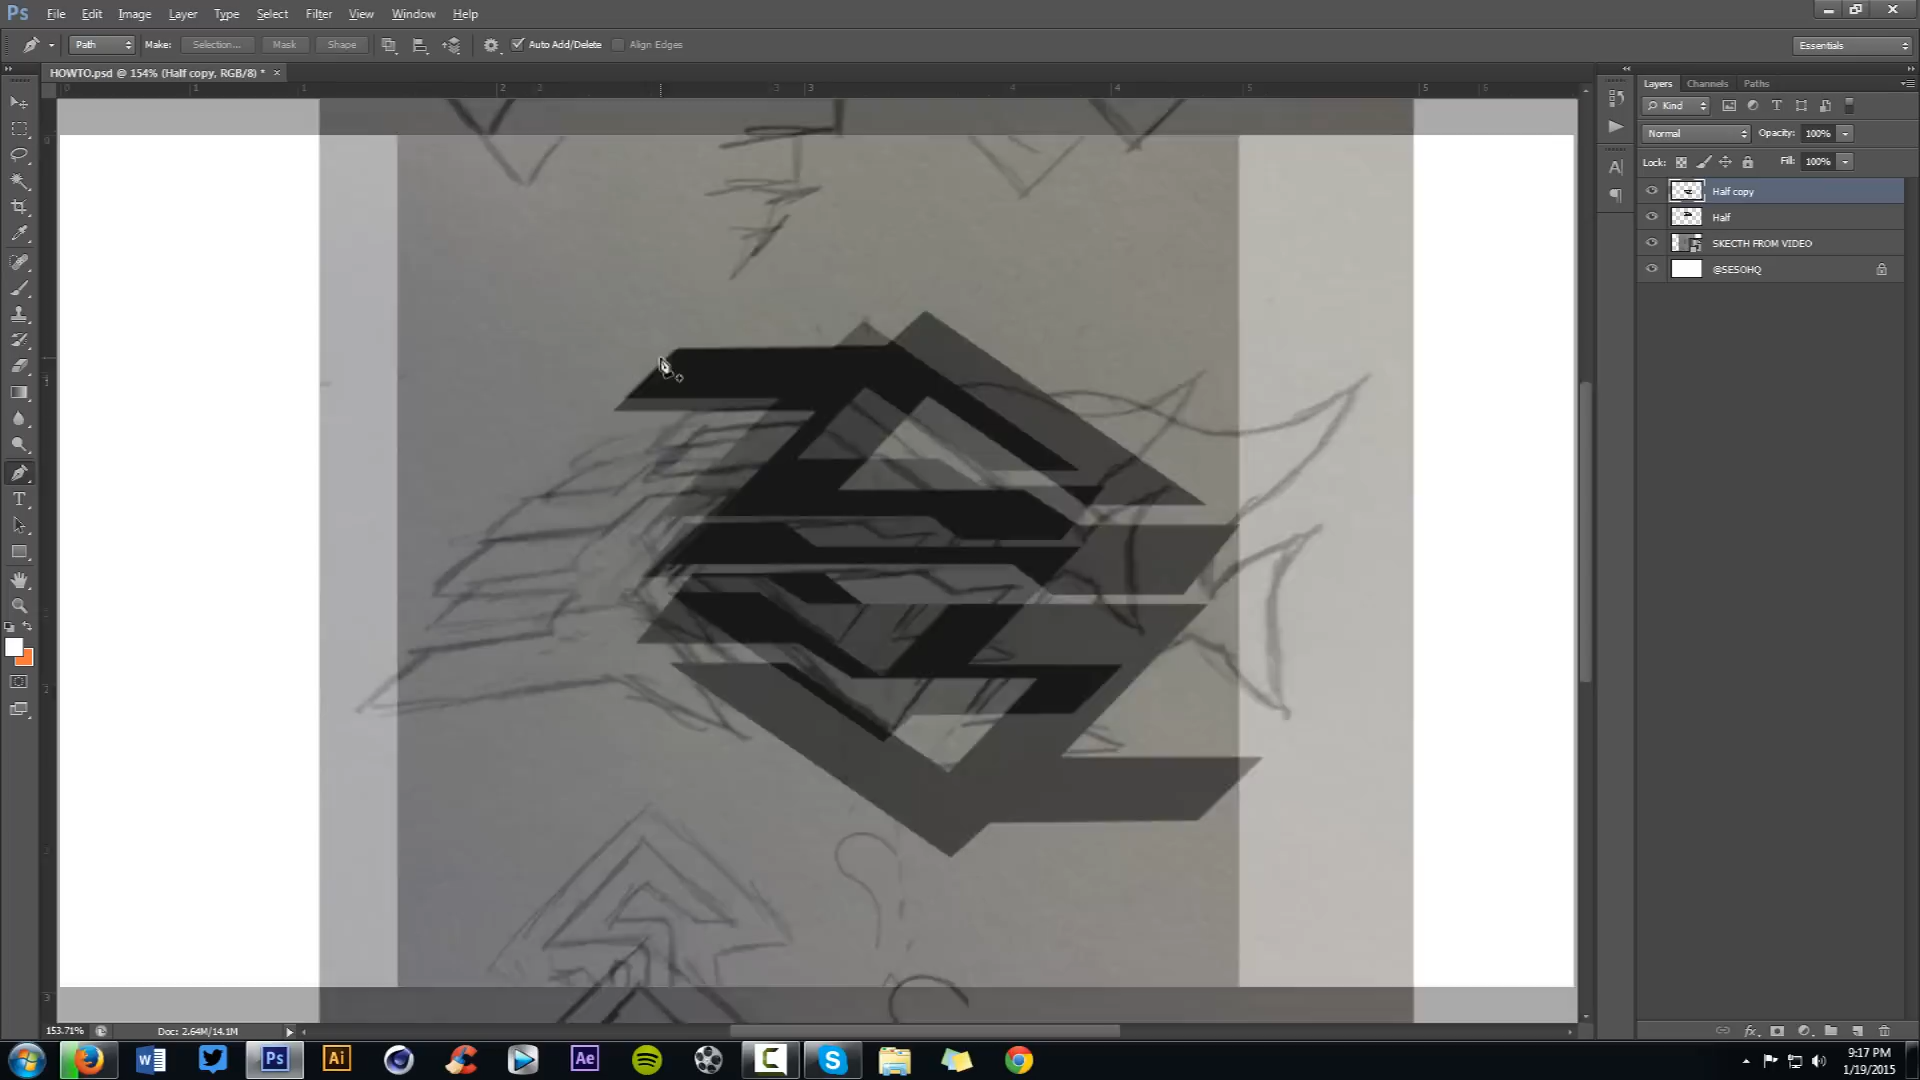 Ps File Edit Image Layer Type Select Filter View Window Help
Path Make: Selection... Mask Shape Auto Add/Delete Align Edges Essentials
HOWTO.psd @ 154% (Half copy, RGB/8) * ×
Layers Channels Paths
Kind
Normal Opacity: 100%
Lock: Fill: 100%
Half copy
Half
SKECTH FROM VIDEO
@SESOHQ
153.71% Doc: 2.64M/14.1M
9:17 PM
1/19/2015